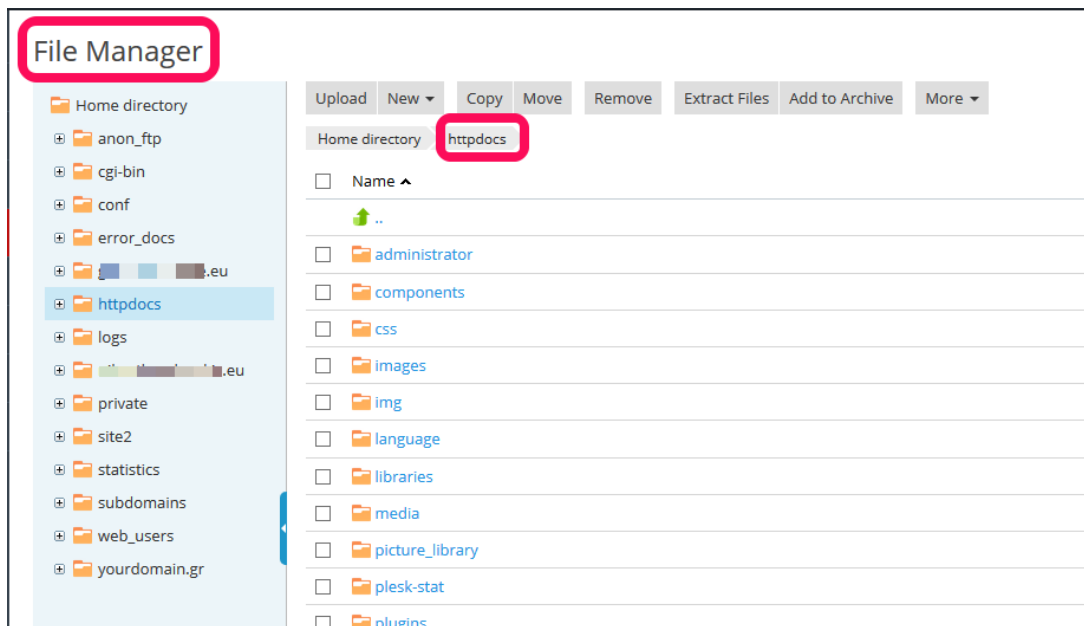 File Manager
Home directory
anon_ftp
cgi-bin
conf
error_docs
.eu
httpdocs
logs
.eu
private
site2
statistics
subdomains
web_users
yourdomain.gr
Upload New Copy Move Remove Extract Files Add to Archive More
Home directory httpdocs
Name
..
administrator
components
css
images
img
language
libraries
media
picture_library
plesk-stat
plugins